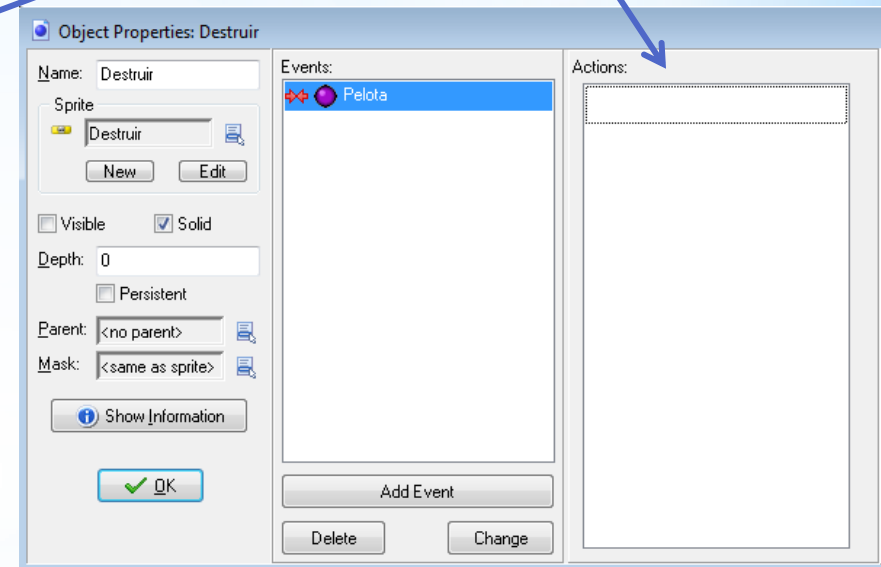 Object Properties: Destruir
Name: Destruir
Sprite
Destruir
New Edit
Visible Solid
Depth: 0
Persistent
Parent: <no parent>
Mask: <same as sprite>
Show Information
OK
Events:
Pelota
Add Event
Delete Change
Actions: